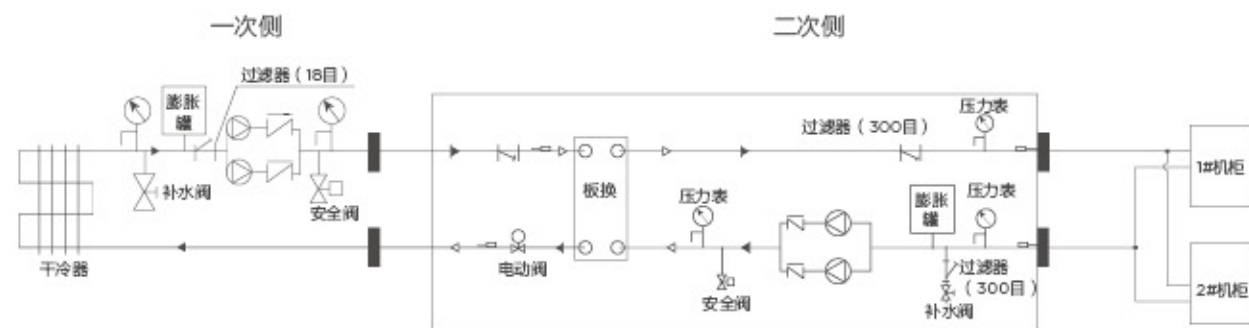 一次侧
二次侧
过滤器（18目）
膨胀
罐
补水阀
安全阀
干冷器
电动阀
板换
过滤器（300目）
压力表
压力表
安全阀
膨胀
罐
压力表
过滤器
（300目）
补水阀
1#机柜
2#机柜